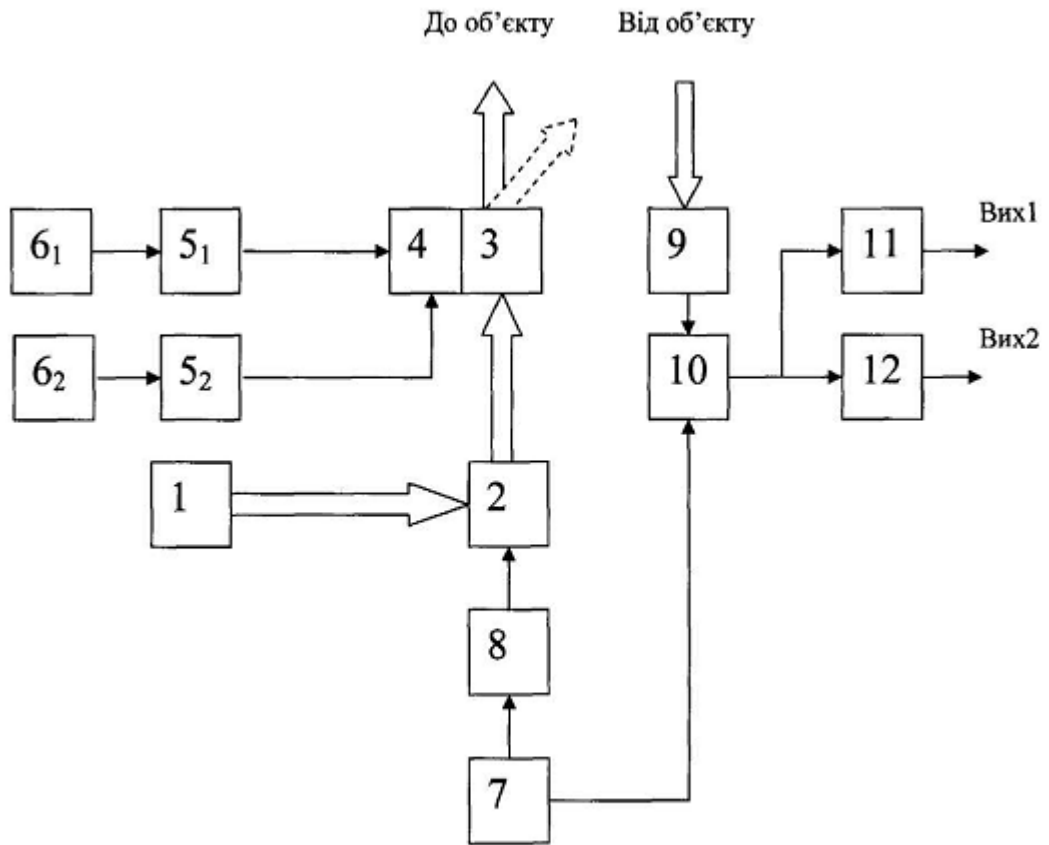 До об’єкту Від об’єкту
6₁ 5₁ 4 3 9 11 Вих1
6₂ 5₂ 10 12 Вих2
1 2
8
7